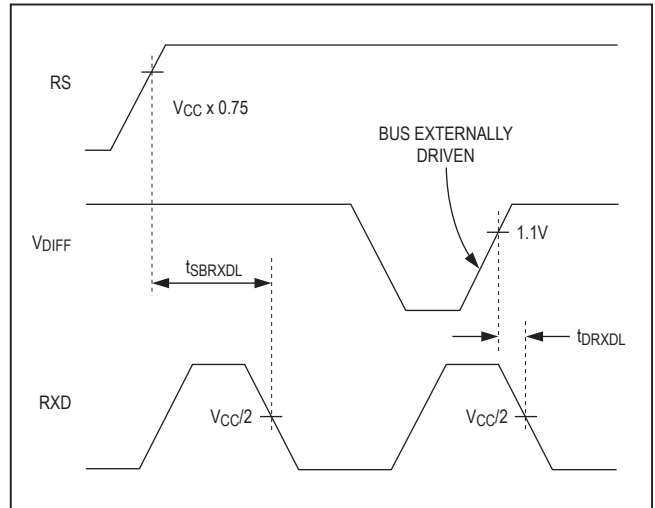 RS
VCC x 0.75
BUS EXTERNALLY
DRIVEN
VDIFF
1.1V
tSBRXDL
tDRXDL
RXD
VCC/2
VCC/2